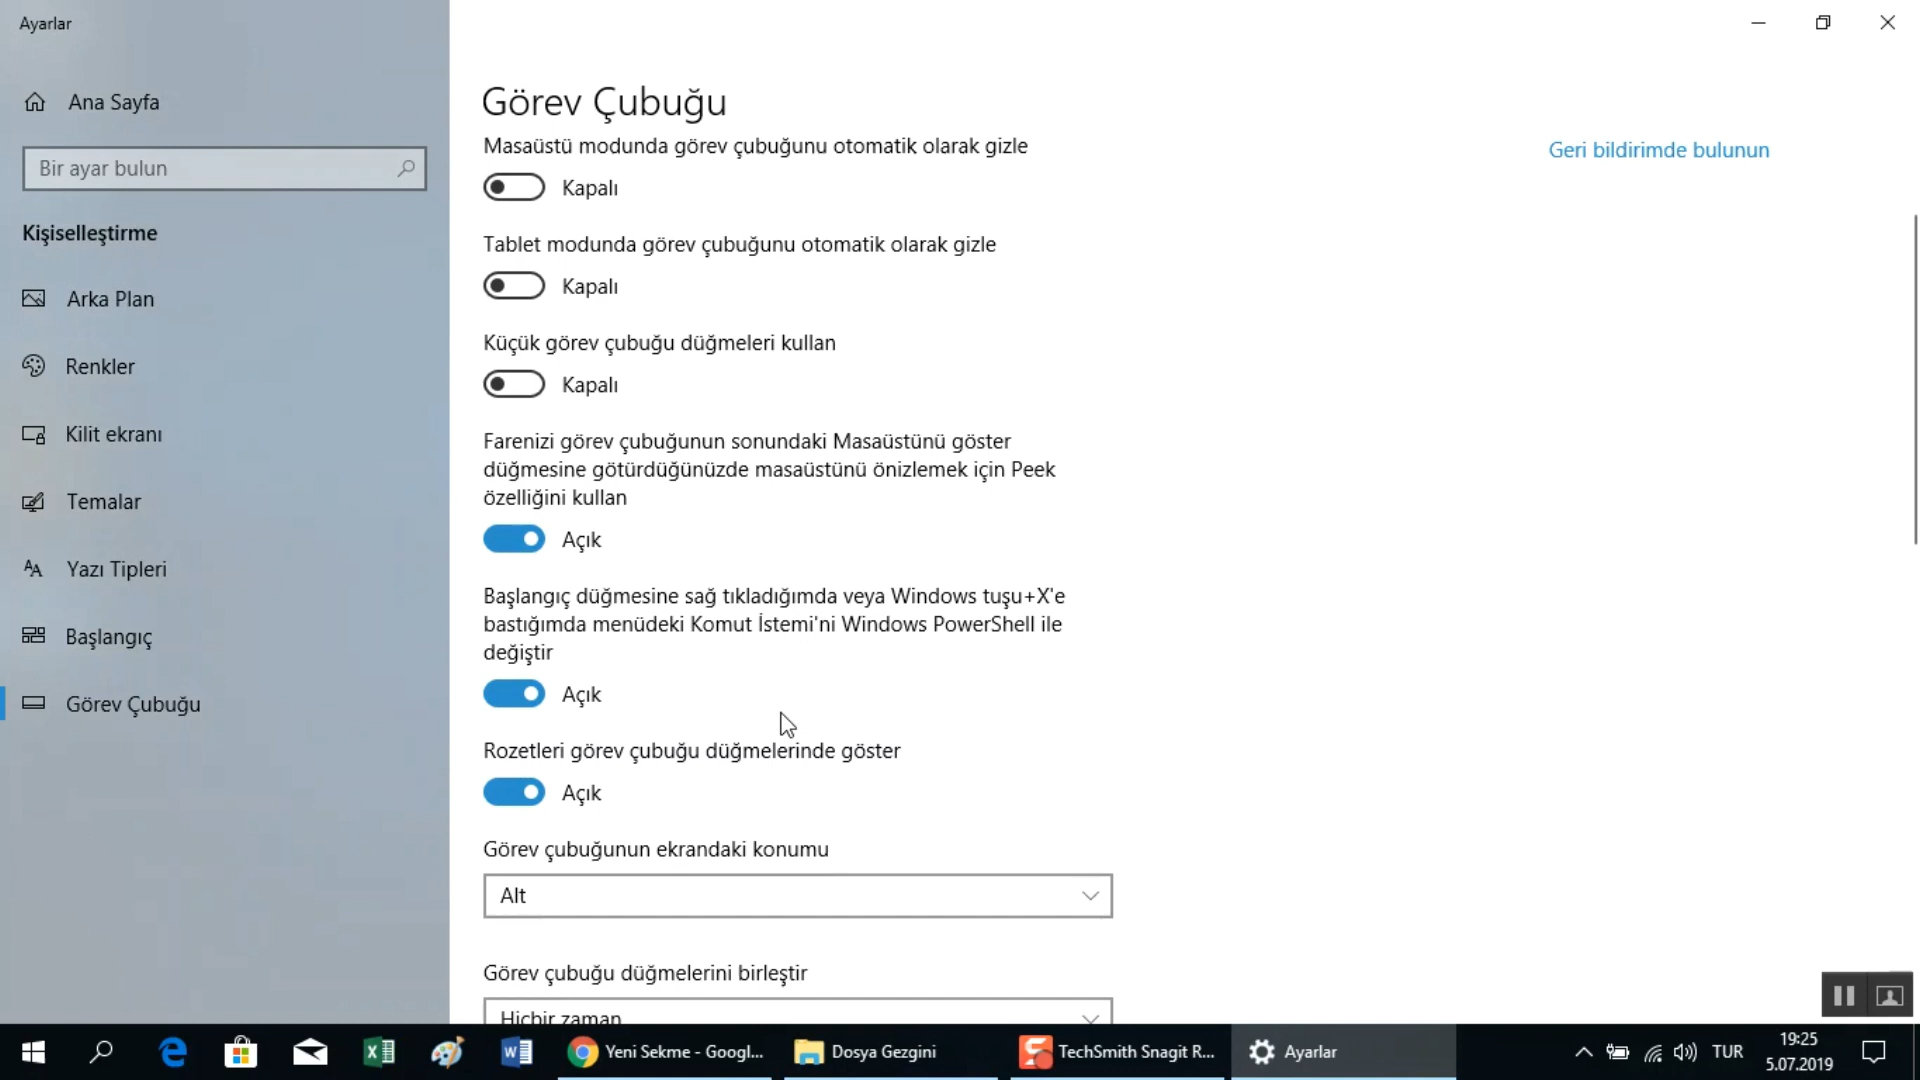 Ayarlar
Ana Sayfa
Bir ayar bulun
Kişiselleştirme
Arka Plan
Renkler
Kilit ekranı
Temalar
Yazı Tipleri
Başlangıç
Görev Çubuğu
Görev Çubuğu
Masaüstü modunda görev çubuğunu otomatik olarak gizle
Kapalı
Tablet modunda görev çubuğunu otomatik olarak gizle
Kapalı
Küçük görev çubuğu düğmeleri kullan
Kapalı
Farenizi görev çubuğunun sonundaki Masaüstünü göster
düğmesine götürdüğünüzde masaüstünü önizlemek için Peek
özelliğini kullan
Açık
Başlangıç düğmesine sağ tıkladığımda veya Windows tuşu+X'e
bastığımda menüdeki Komut İstemi'ni Windows PowerShell ile
değiştir
Açık
Rozetleri görev çubuğu düğmelerinde göster
Açık
Görev çubuğunun ekrandaki konumu
Alt
Görev çubuğu düğmelerini birleştir
Hiçbir zaman
Geri bildirimde bulunun
Yeni Sekme - Googl...
Dosya Gezgini
TechSmith Snagit R...
Ayarlar
TUR
19:25
5.07.2019